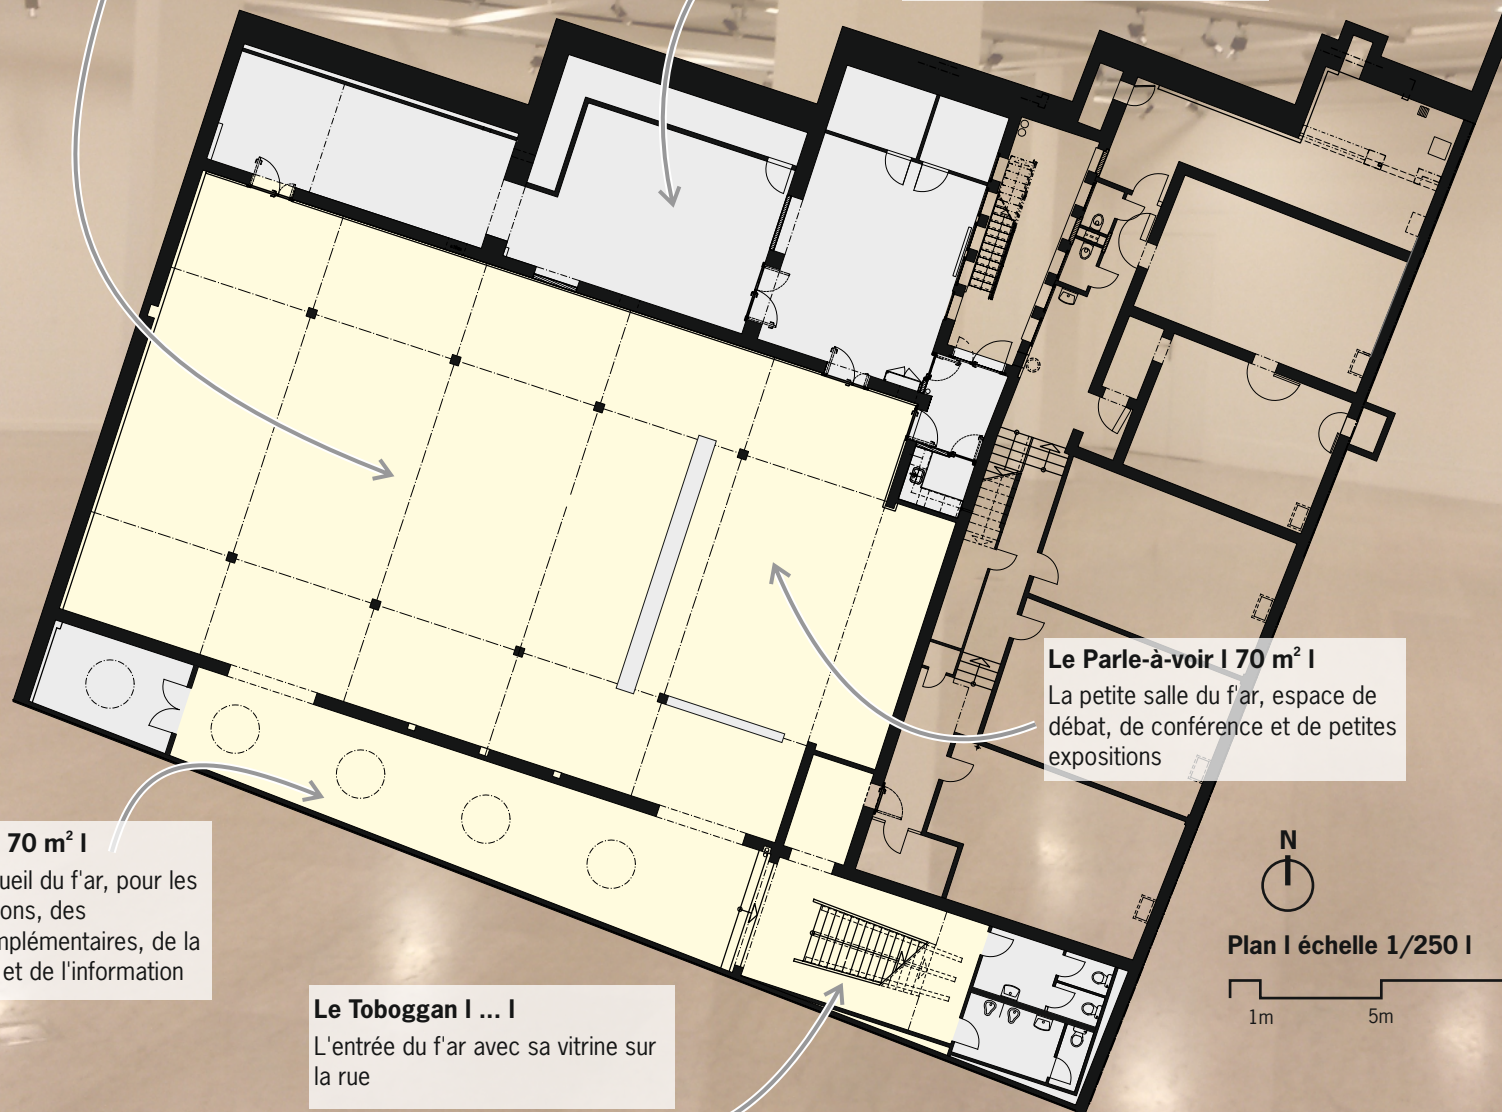 Le Parle-à-voir l 70 m² l
La petite salle du f'ar, espace de
débat, de conférence et de petites
expositions
70 m² l
ueil du f'ar, pour les
ons, des
mplémentaires, de la
et de l'information
Le Toboggan l ... l
L'entrée du f'ar avec sa vitrine sur
la rue
N
Plan l échelle 1/250 l
1m
5m